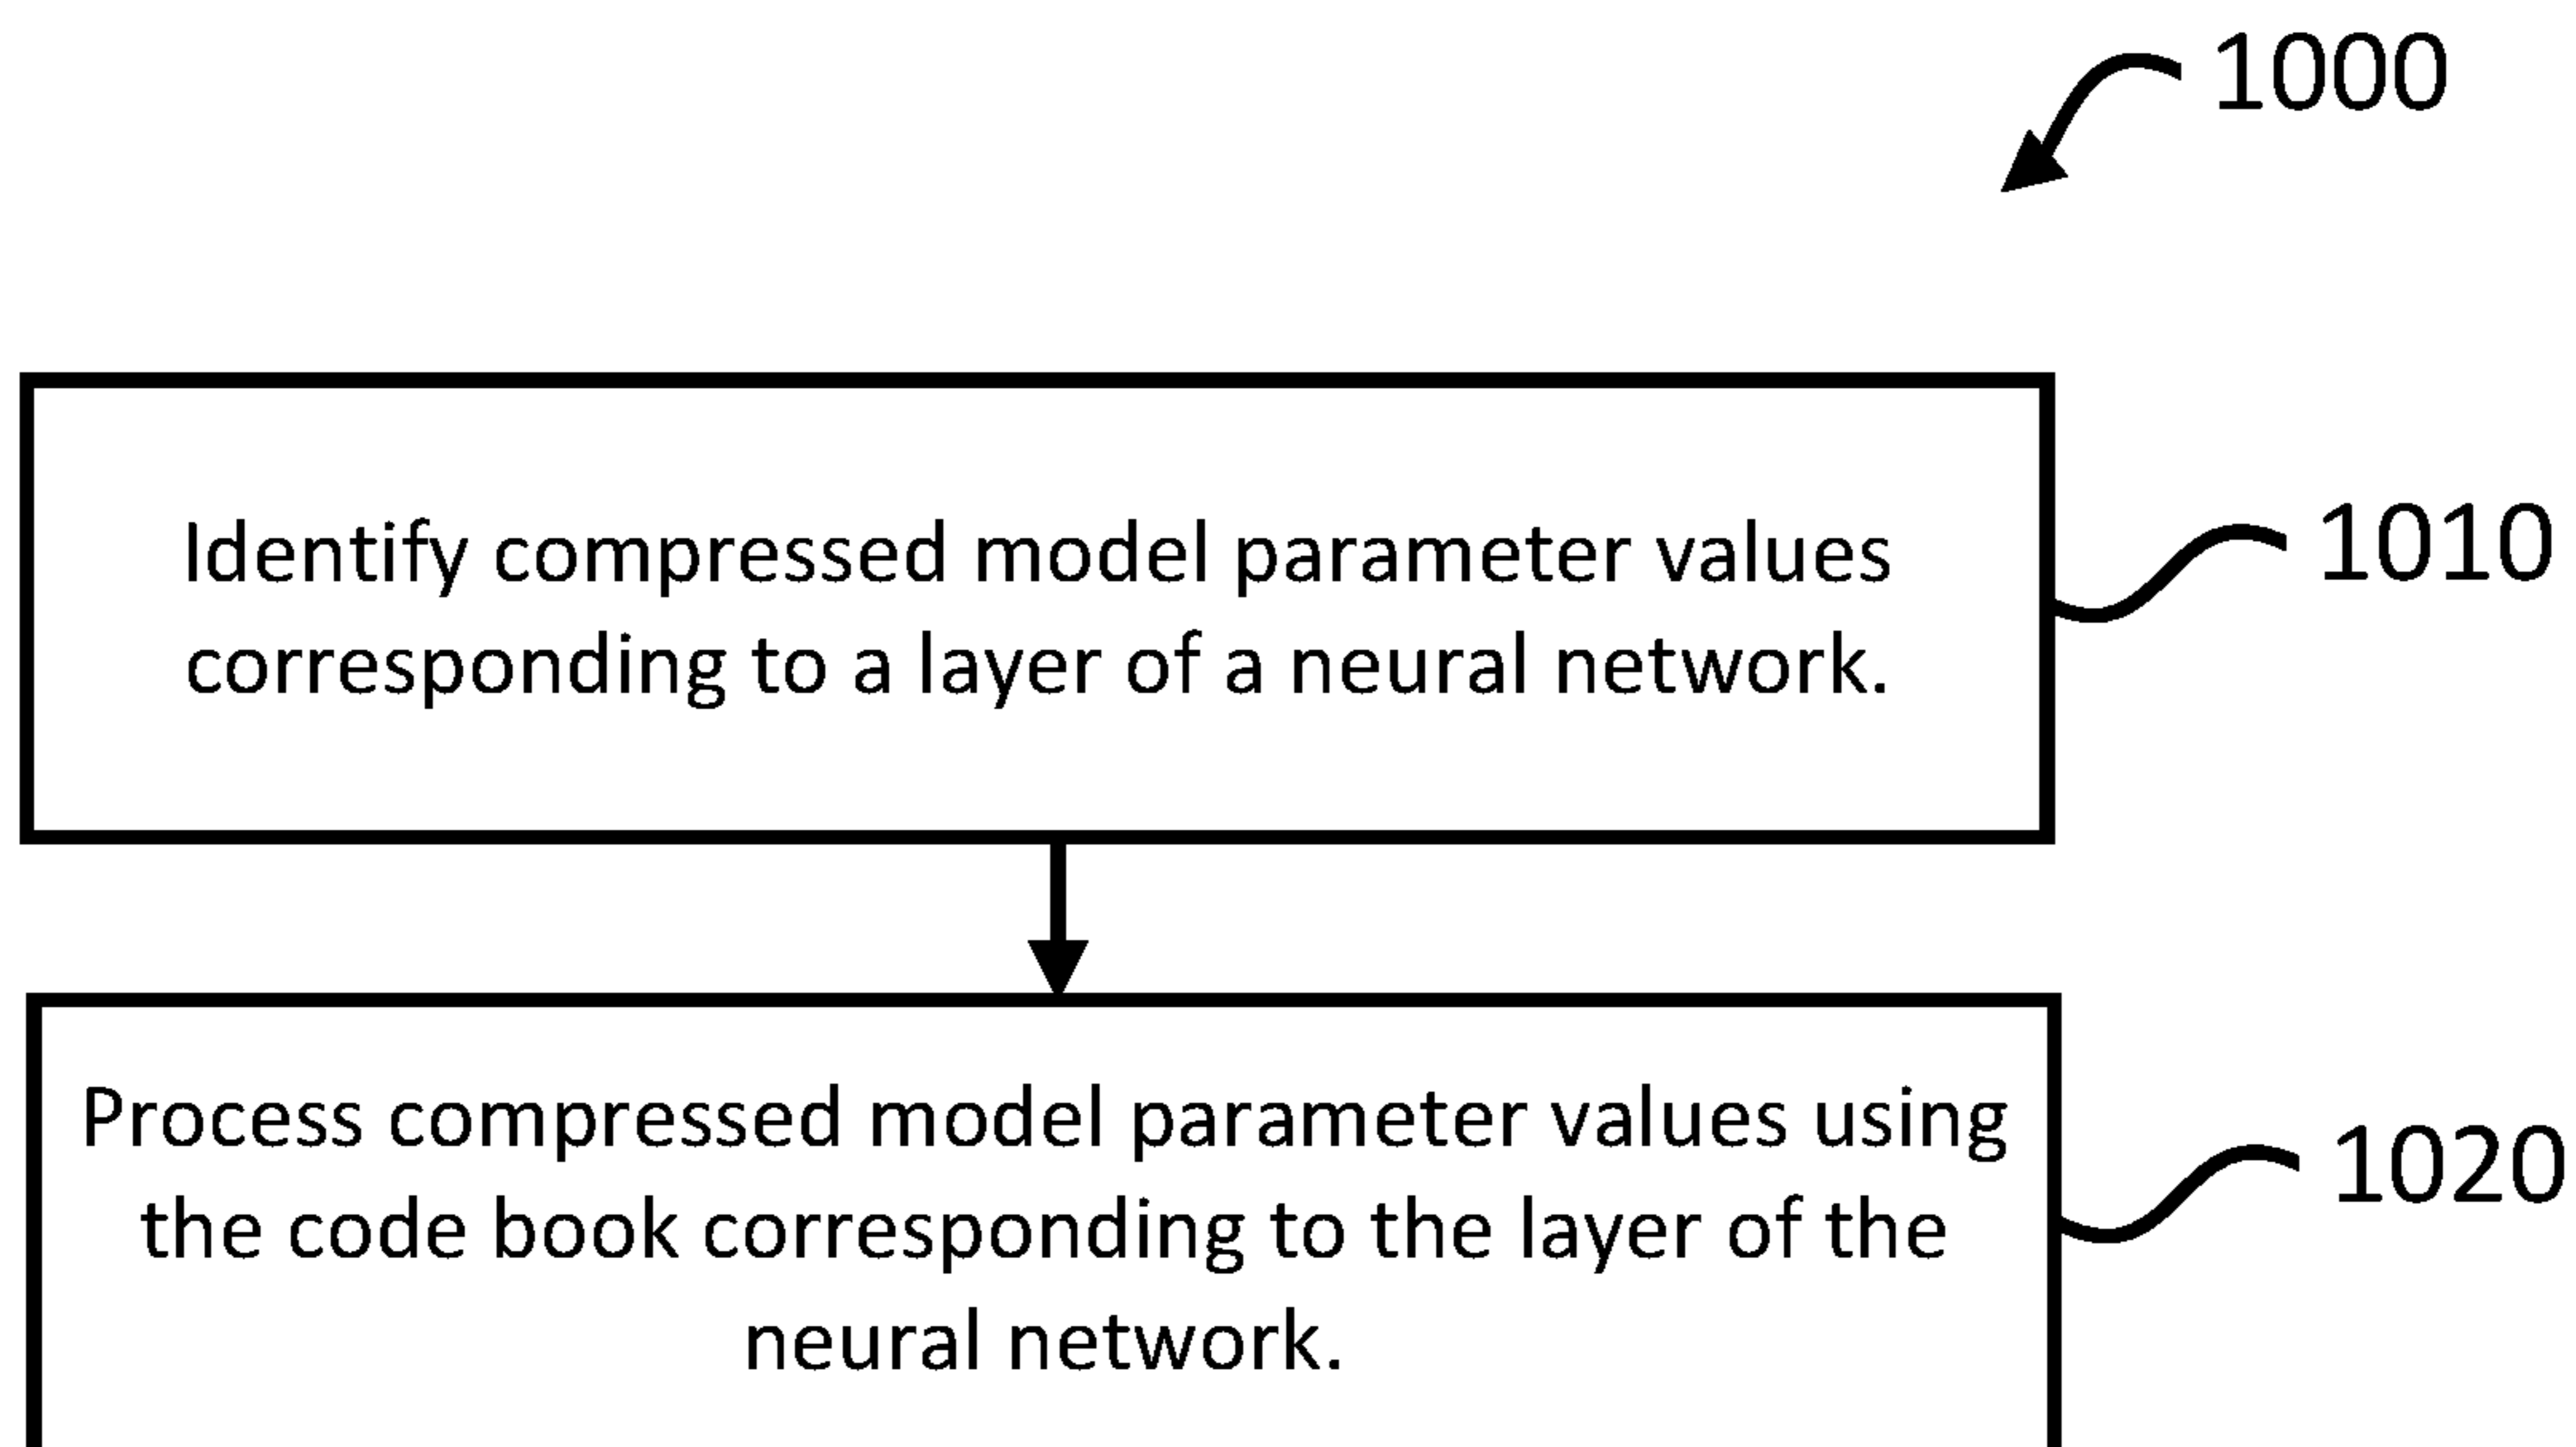 1000
Identify compressed model parameter values
corresponding to a layer of a neural network.
1010
Process compressed model parameter values using
the code book corresponding to the layer of the
neural network.
1020